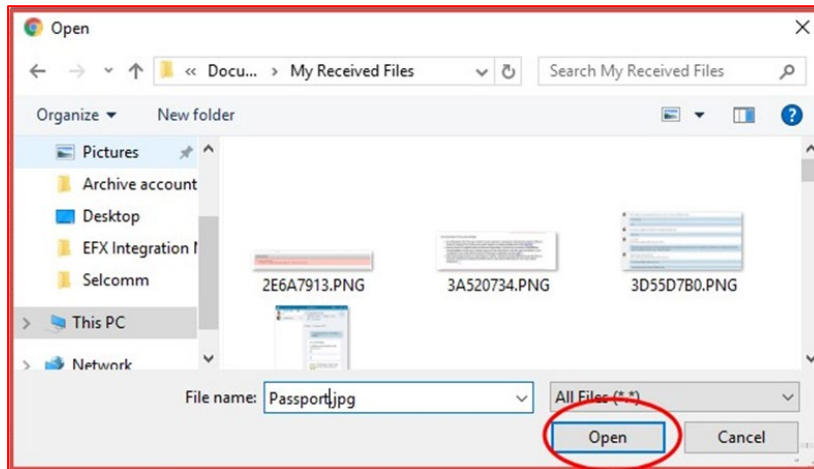 Open
« Docu... > My Received Files
Search My Received Files
Organize
New folder
Pictures
Archive account
Desktop
EFX Integration
Selcomm
This PC
Network
2E6A7913.PNG
3A520734.PNG
3D55D7B0.PNG
File name:
Passport.jpg
All Files (*.*)
Open
Cancel